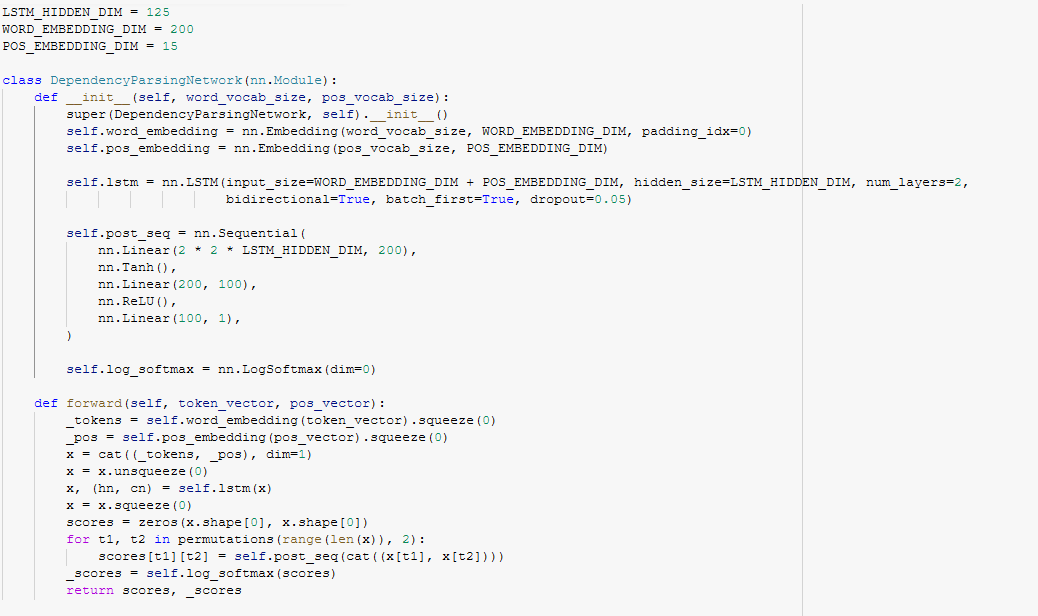 LSTM_HIDDEN_DIM = 125
WORD_EMBEDDING_DIM = 200
POS_EMBEDDING_DIM = 15

class DependencyParsingNetwork(nn.Module):
    def __init__(self, word_vocab_size, pos_vocab_size):
        super(DependencyParsingNetwork, self).__init__()
        self.word_embedding = nn.Embedding(word_vocab_size, WORD_EMBEDDING_DIM, padding_idx=0)
        self.pos_embedding = nn.Embedding(pos_vocab_size, POS_EMBEDDING_DIM)

        self.lstm = nn.LSTM(input_size=WORD_EMBEDDING_DIM + POS_EMBEDDING_DIM, hidden_size=LSTM_HIDDEN_DIM, num_layers=2,
                            bidirectional=True, batch_first=True, dropout=0.05)

        self.post_seq = nn.Sequential(
            nn.Linear(2 * 2 * LSTM_HIDDEN_DIM, 200),
            nn.Tanh(),
            nn.Linear(200, 100),
            nn.ReLU(),
            nn.Linear(100, 1),
        )

        self.log_softmax = nn.LogSoftmax(dim=0)

    def forward(self, token_vector, pos_vector):
        _tokens = self.word_embedding(token_vector).squeeze(0)
        _pos = self.pos_embedding(pos_vector).squeeze(0)
        x = cat((_tokens, _pos), dim=1)
        x = x.unsqueeze(0)
        x, (hn, cn) = self.lstm(x)
        x = x.squeeze(0)
        scores = zeros(x.shape[0], x.shape[0])
        for t1, t2 in permutations(range(len(x)), 2):
            scores[t1][t2] = self.post_seq(cat((x[t1], x[t2])))
        _scores = self.log_softmax(scores)
        return scores, _scores